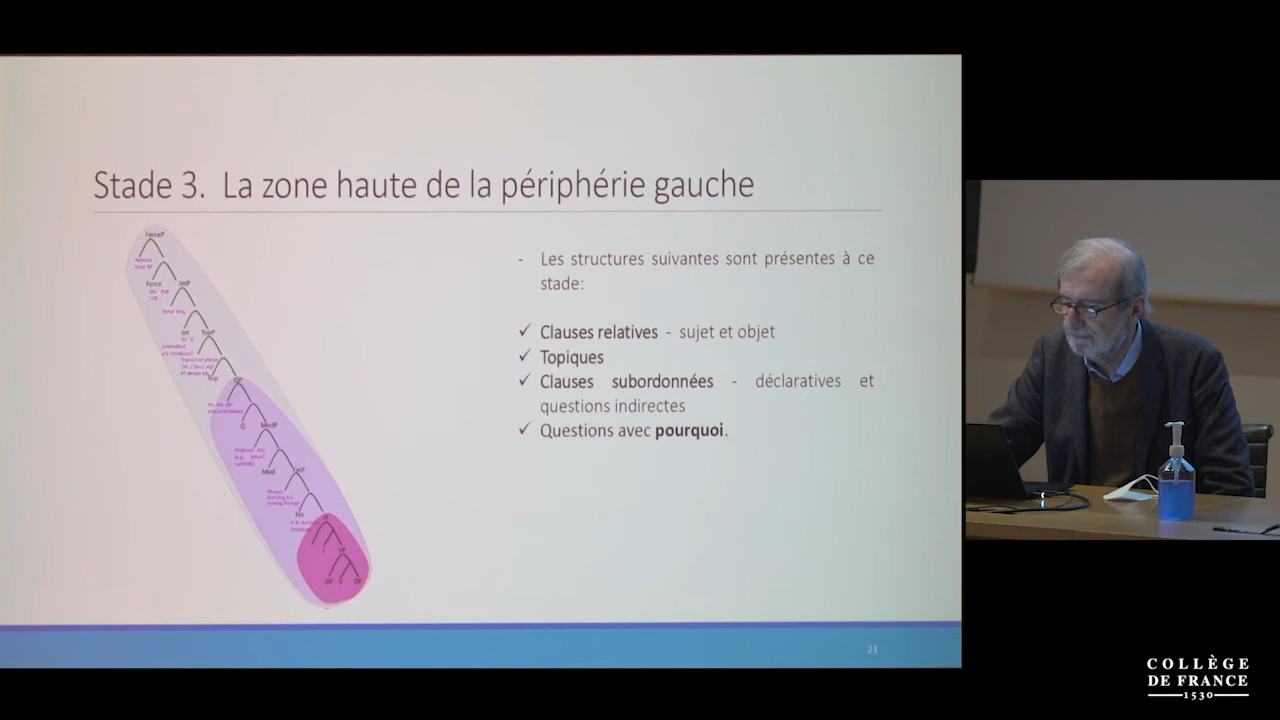 Stade 3. La zone haute de la périphérie gauche
- Les structures suivantes sont présentes à ce
stade:
✓ Clauses relatives - sujet et objet
✓ Topiques
✓ Clauses subordonnées - déclaratives et
questions indirectes
✓ Questions avec pourquoi.
ForceP
Force IntP
Int TopP
Top
QP
Q ModP
Mod FinP
Fin IP
I VP
DP V DP
21
COLLÈGE
DE FRANCE
1530